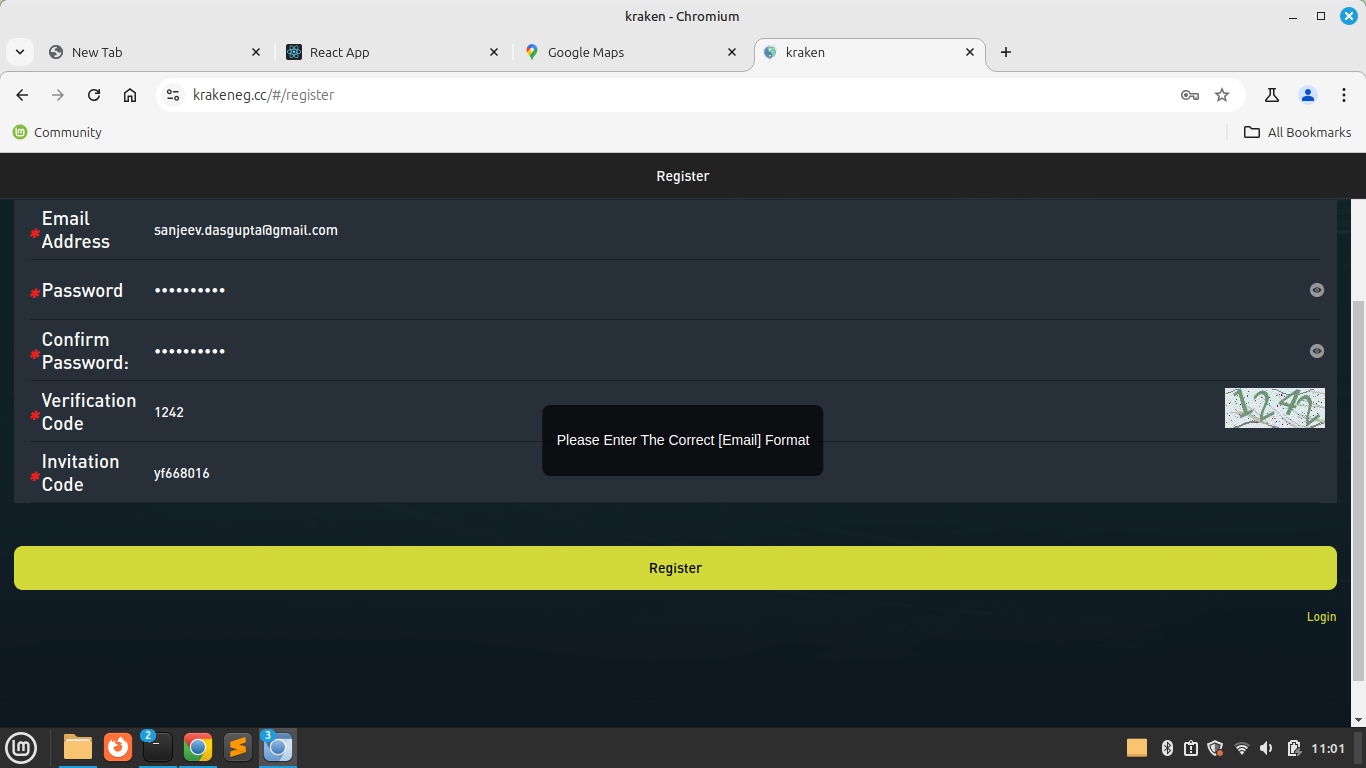 kraken - Chromium
New Tab
React App
Google Maps
kraken
krakeneg.cc/#/register
Community
All Bookmarks
Register
* Email
Address
sanjeev.dasgupta@gmail.com
* Password
••••••••••
* Confirm
Password:
••••••••••
* Verification
Code
1242
1242
Please Enter The Correct [Email] Format
* Invitation
Code
yf668016
Register
Login
2
3
11:01